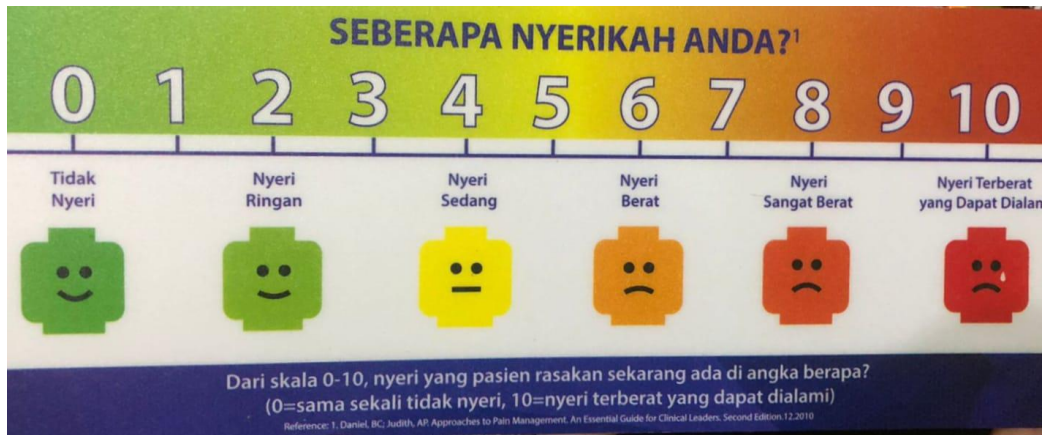 SEBERAPA NYERIKAH ANDA?¹
0 1 2 3 4 5 6 7 8 9 10
Tidak
Nyeri
Nyeri
Ringan
Nyeri
Sedang
Nyeri
Berat
Nyeri
Sangat Berat
Nyeri Terberat
yang Dapat Dialam
Dari skala 0-10, nyeri yang pasien rasakan sekarang ada di angka berapa?
(0=sama sekali tidak nyeri, 10=nyeri terberat yang dapat dialami)
Reference: 1. Daniel, BC; Judith, AP. Approaches to Pain Management. An Essential Guide for Clinical Leaders. Second Edition.12.2010